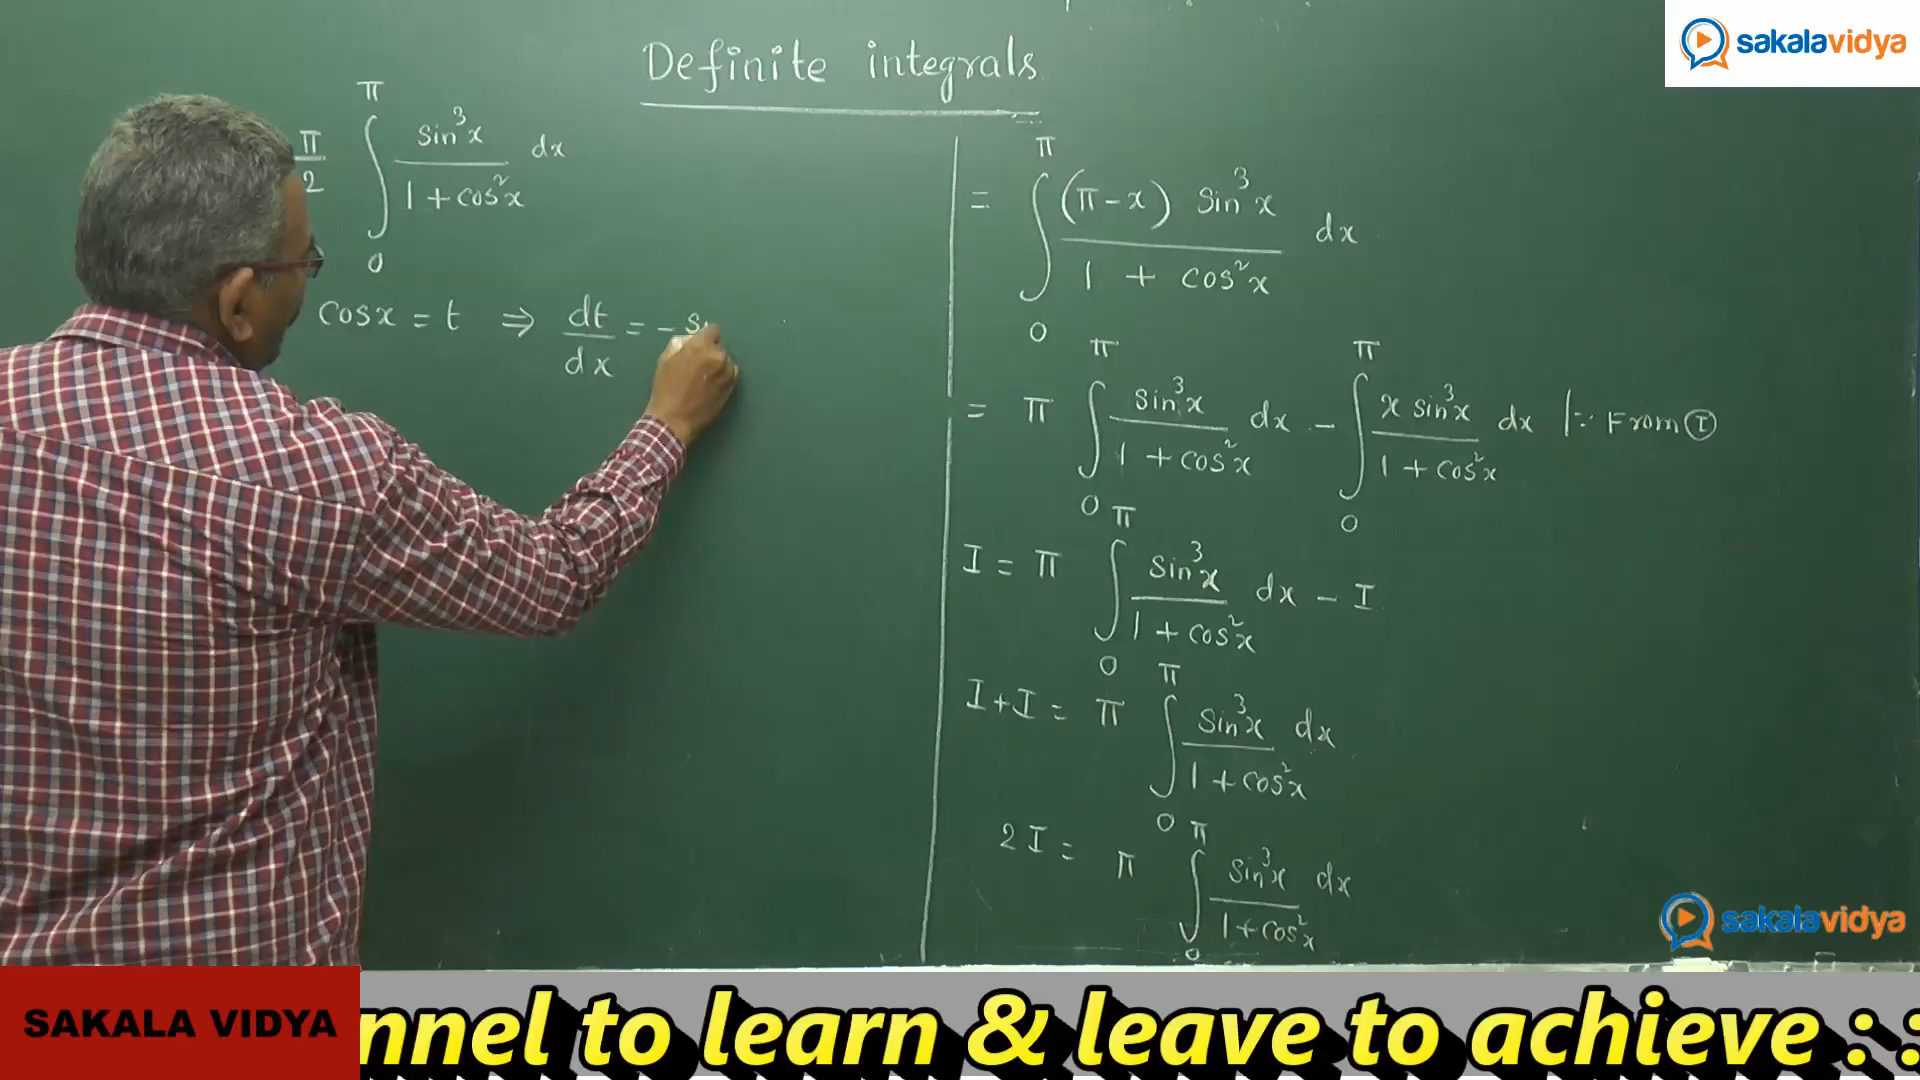 Definite integrals
π/2 ∫₀^π sin³x / (1 + cos²x) dx
cosx = t ⇒ dt/dx = -s
= ∫₀^π (π-x) sin³x / (1 + cos²x) dx
= π ∫₀^π sin³x / (1 + cos²x) dx - ∫₀^π x sin³x / (1 + cos²x) dx |∵ From Ⓘ
I = π ∫₀^π sin³x / (1 + cos²x) dx - I
I+I = π ∫₀^π sin³x / (1 + cos²x) dx
2I = π ∫₀^π sin³x / (1+cos²x) dx
sakalavidya
sakalavidya
SAKALA VIDYA
nnel to learn & leave to achieve : :